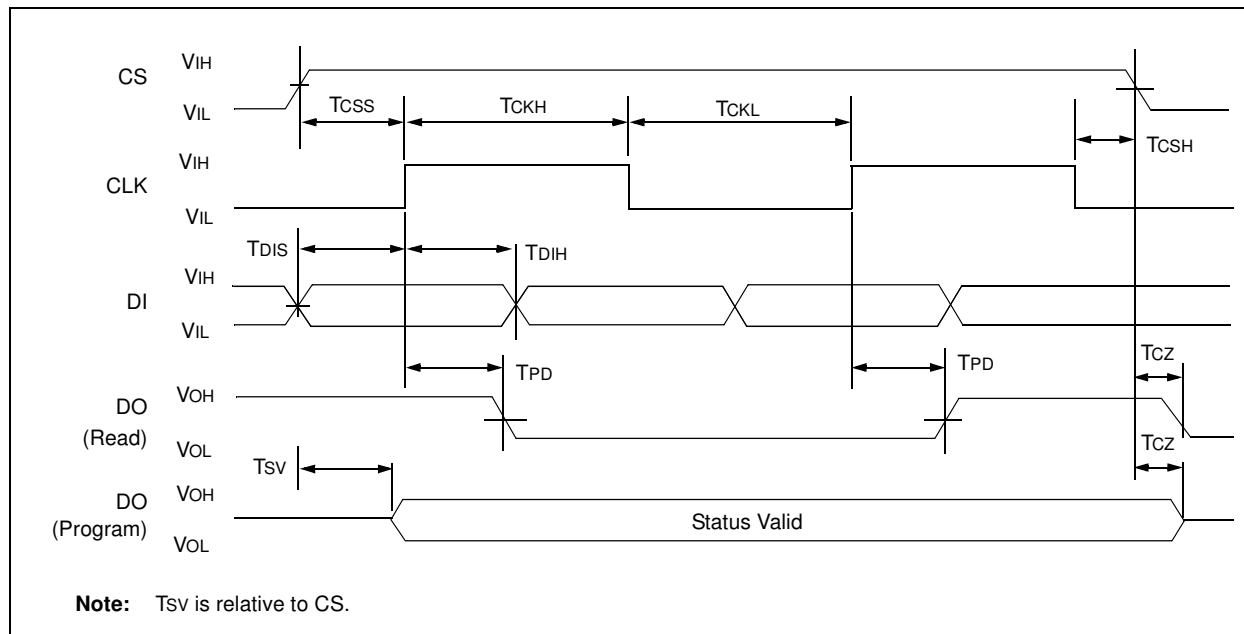 CS
VIH
VIL
TCSS
TCKH
TCKL
TCSH
CLK
VIH
VIL
TDIS
TDIH
DI
VIH
VIL
TPD
TPD
TCZ
DO
(Read)
VOH
VOL
TCZ
TSV
DO
(Program)
VOH
VOL
Status Valid
Note: TSV is relative to CS.